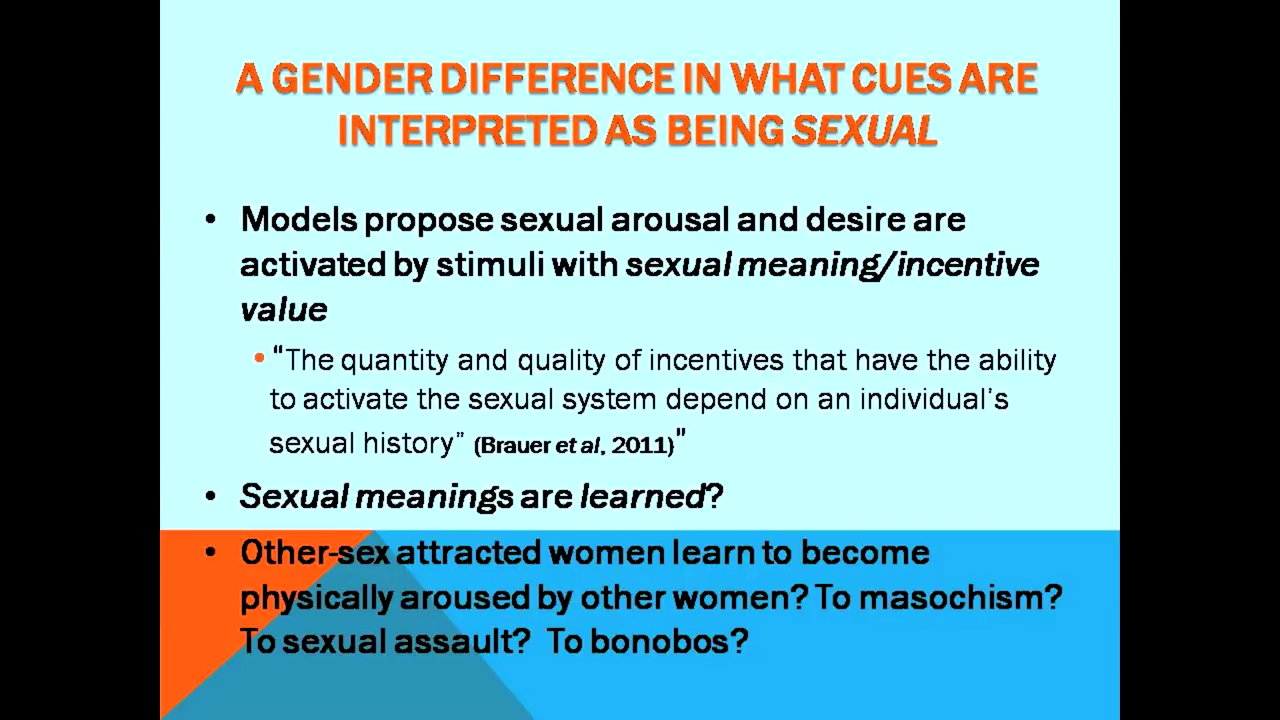 A GENDER DIFFERENCE IN WHAT CUES ARE
INTERPRETED AS BEING SEXUAL
• Models propose sexual arousal and desire are
activated by stimuli with sexual meaning/incentive
value
• "The quantity and quality of incentives that have the ability
to activate the sexual system depend on an individual's
sexual history” (Brauer et al, 2011)"
• Sexual meanings are learned?
• Other-sex attracted women learn to become
physically aroused by other women? To masochism?
To sexual assault? To bonobos?